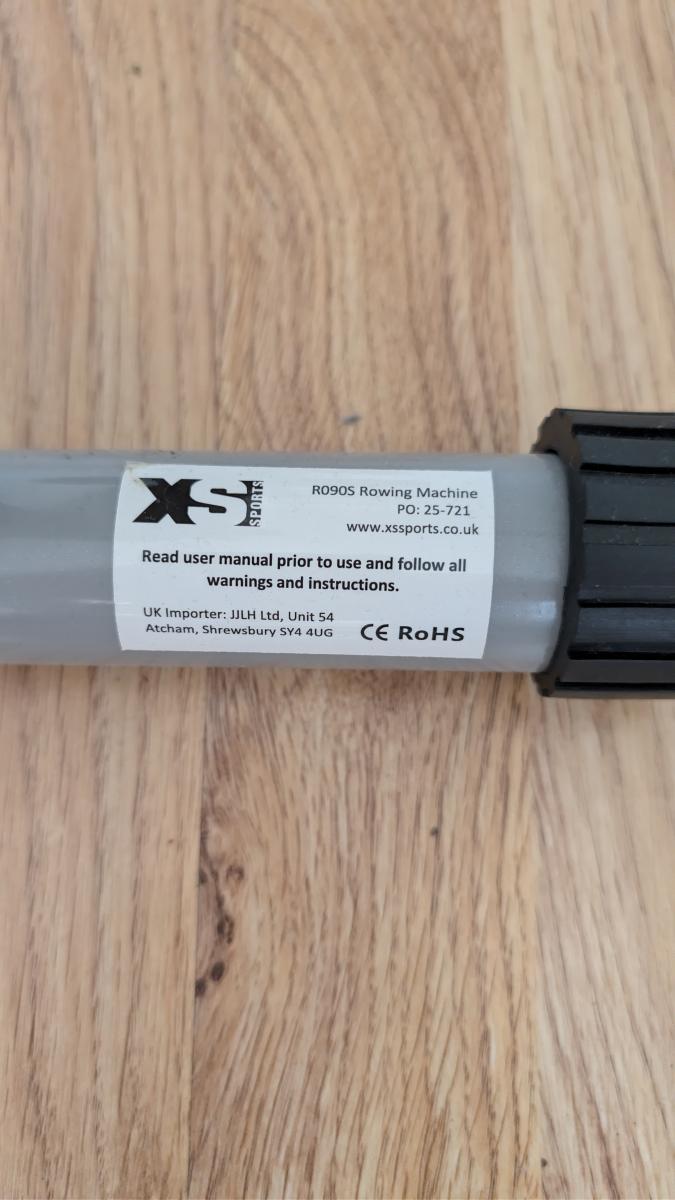 XS SPORTS
R090S Rowing Machine
PO: 25-721
www.xssports.co.uk
Read user manual prior to use and follow all
warnings and instructions.
UK Importer: JJLH Ltd, Unit 54
Atcham, Shrewsbury SY4 4UG
CE RoHS